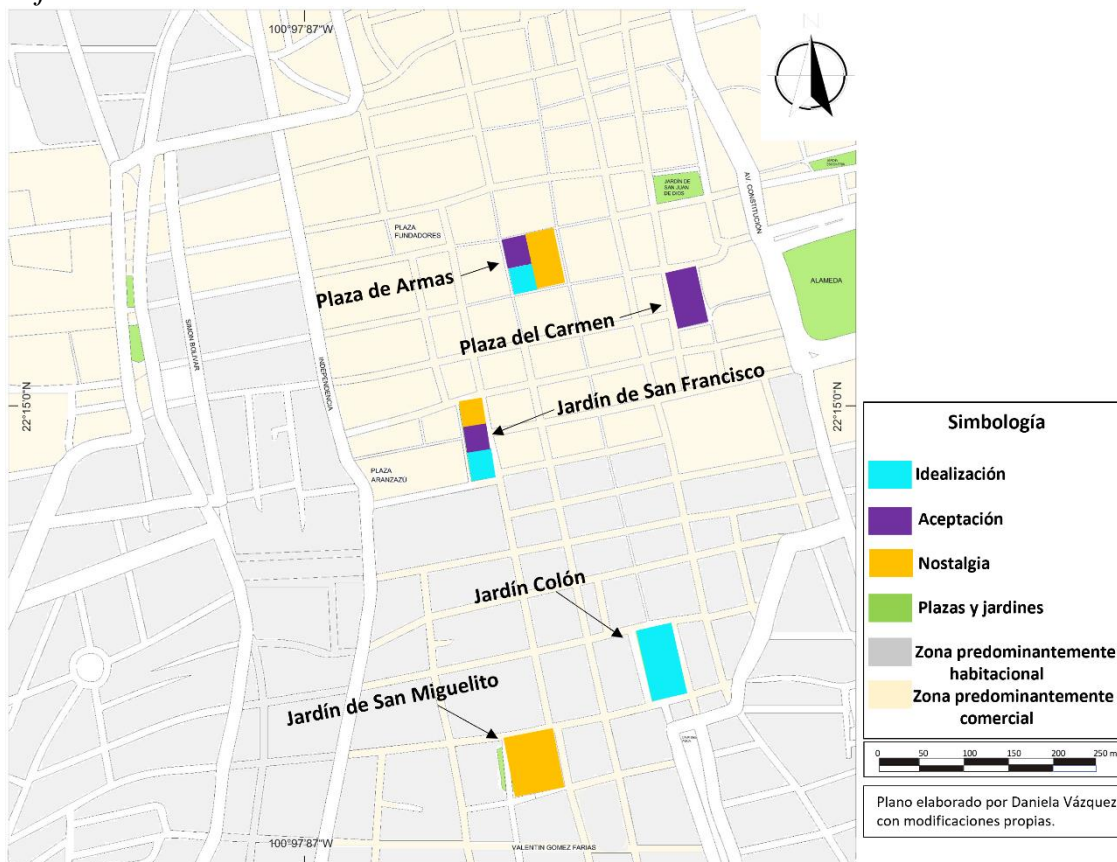 100°97'87"W
N
JARDÍN DE
SAN JUAN
DE DIOS
AV. CONSTITUCIÓN
PLAZA
FUNDADORES
Plaza de Armas
ALAMEDA
Plaza del Carmen
SIMON BOLIVAR
INDEPENDENCIA
Jardín de San Francisco
22°15'0"N
22°15'0"N
PLAZA
ARANZAZÚ
Jardín Colón
Jardín de San Miguelito
100°97'87"W
VALENTIN GOMEZ FARIAS
Simbología
Idealización
Aceptación
Nostalgia
Plazas y jardines
Zona predominantemente
habitacional
Zona predominantemente
comercial
0 50 100 150 200 250 m
Plano elaborado por Daniela Vázquez
con modificaciones propias.